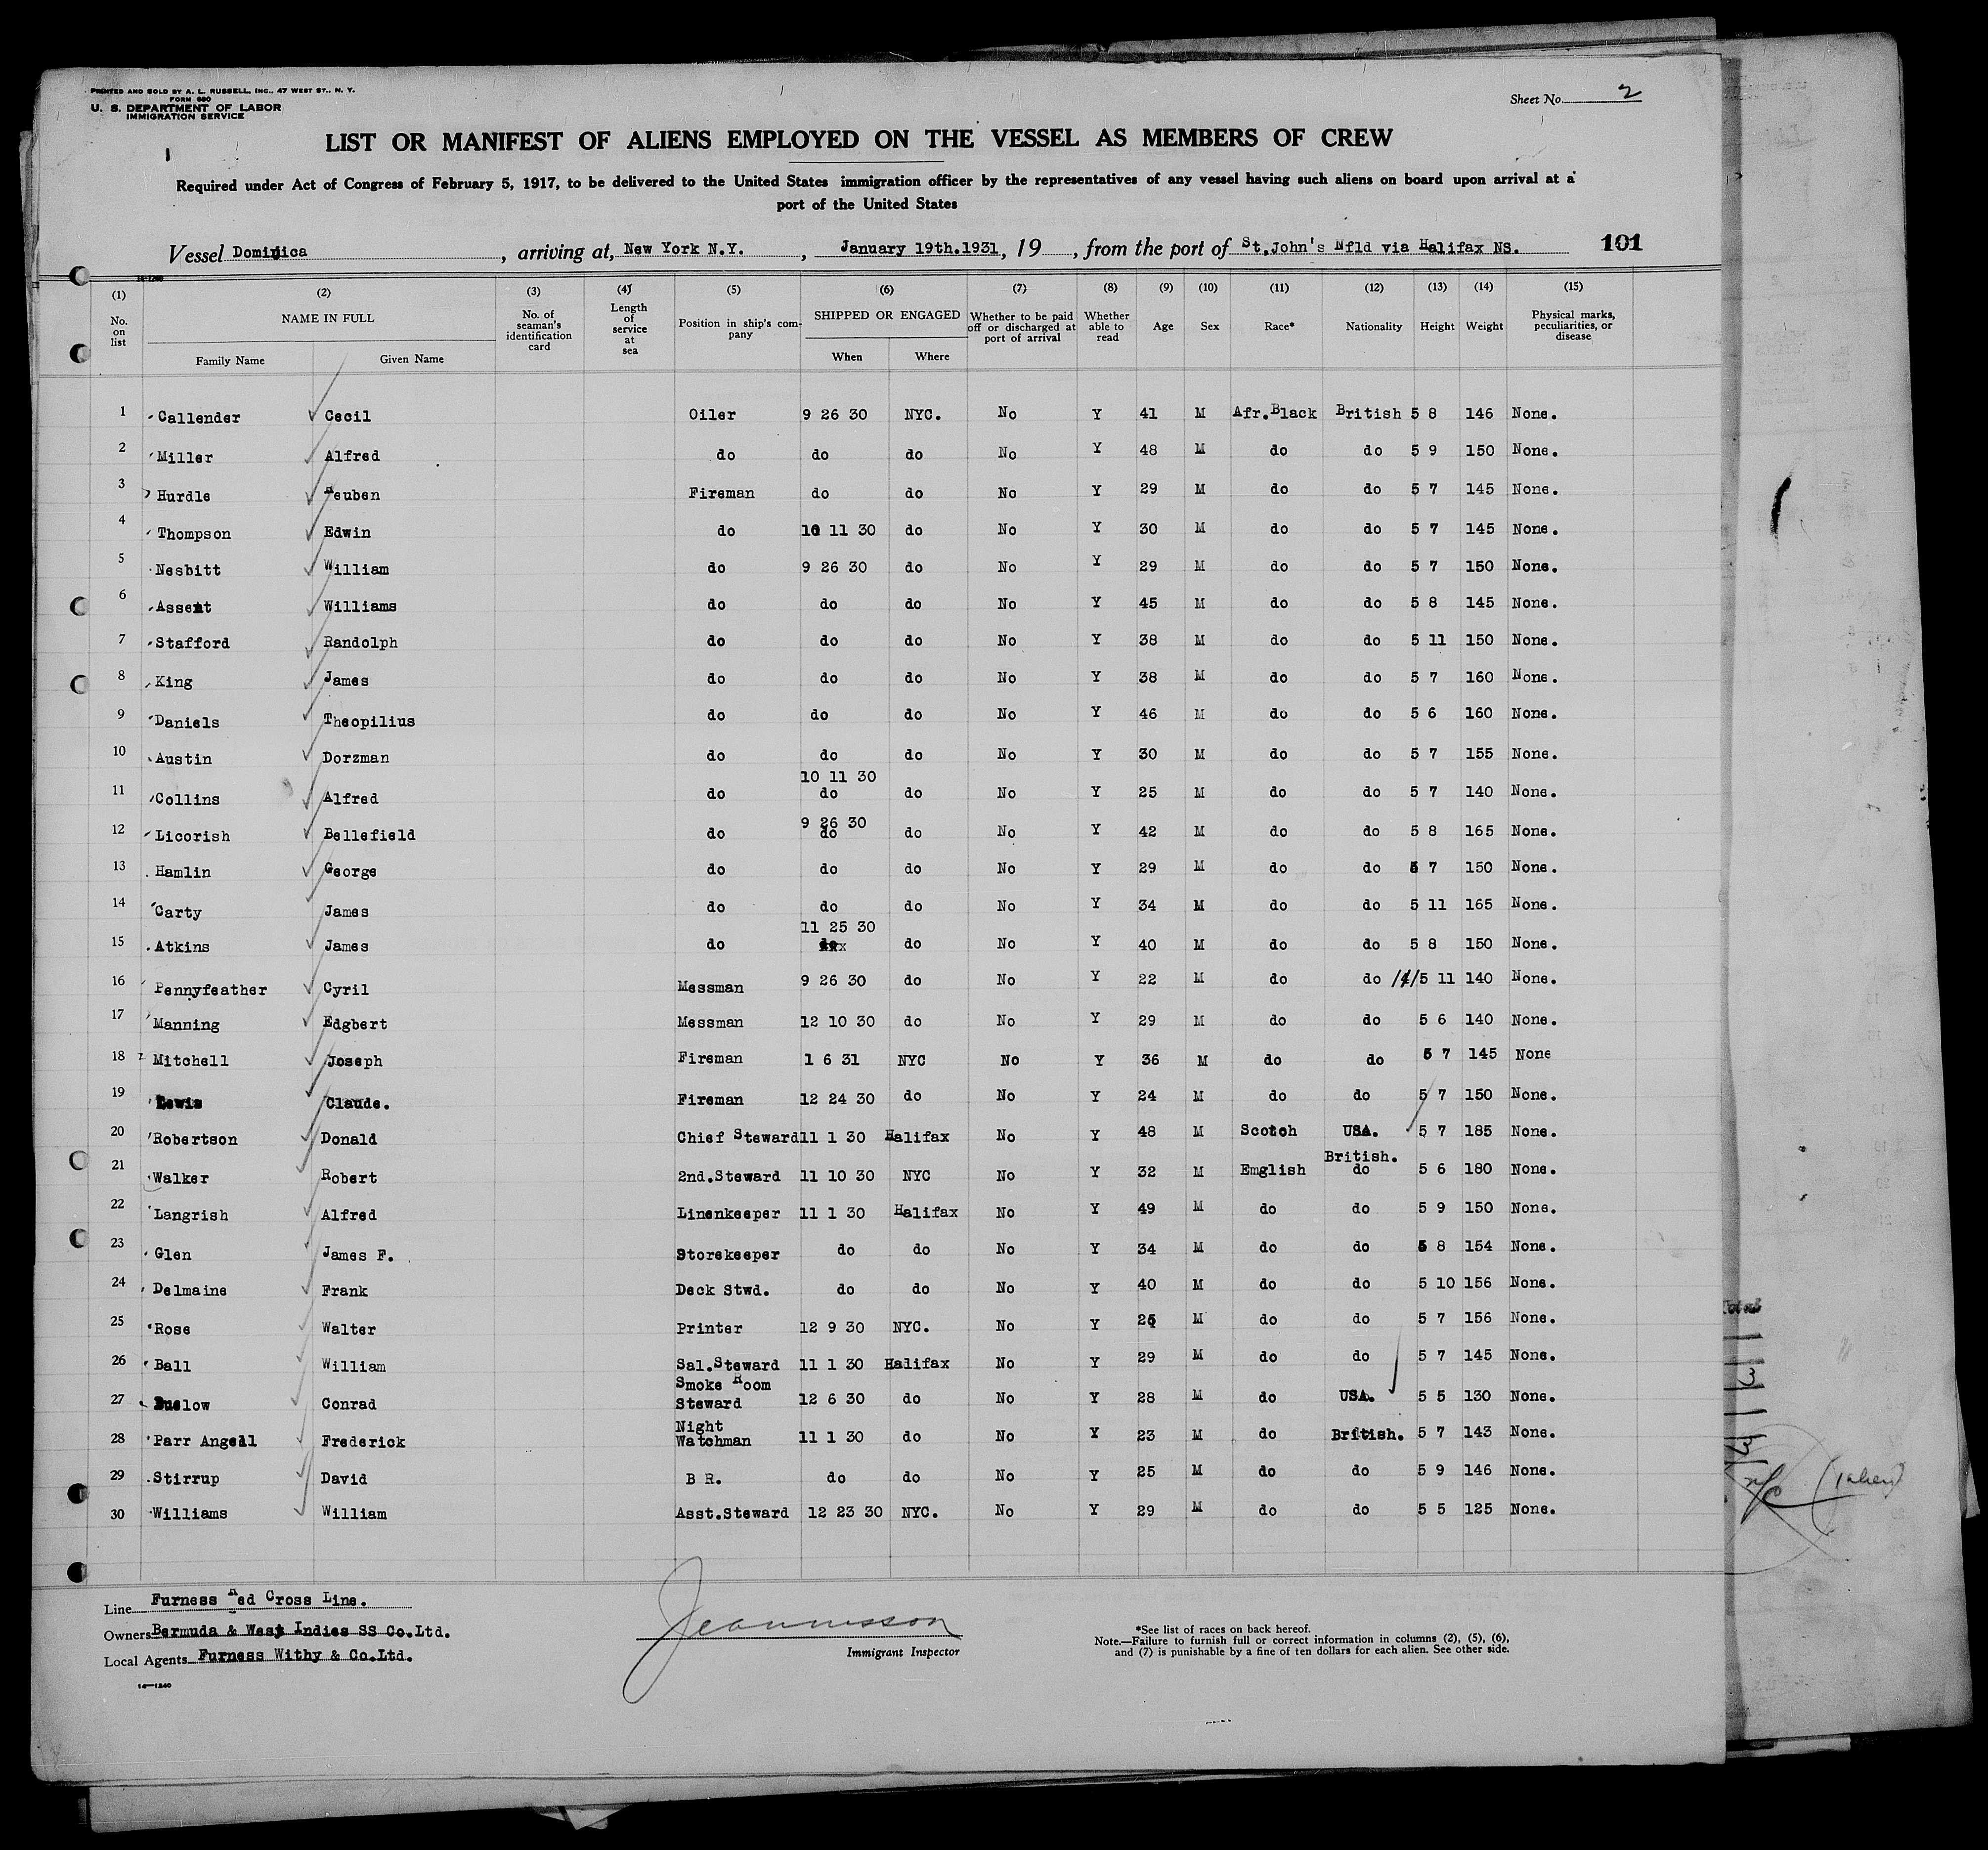 PRINTED AND SOLD BY A. L. RUSSELL, INC., 47 WEST ST., N. Y.
FORM 680
U. S. DEPARTMENT OF LABOR
IMMIGRATION SERVICE
Sheet No. 2
LIST OR MANIFEST OF ALIENS EMPLOYED ON THE VESSEL AS MEMBERS OF CREW
Required under Act of Congress of February 5, 1917, to be delivered to the United States immigration officer by the representatives of any vessel having such aliens on board upon arrival at a
port of the United States
Vessel Dominica, arriving at, New York N.Y., January 19th.1931, 19, from the port of St.John's Nfld via Halifax NS. 101
(1) (2) (3) (4) (5) (6) (7) (8) (9) (10) (11) (12) (13) (14) (15)
No. on list NAME IN FULL Family Name Given Name No. of seaman's identification card Length of service at sea Position in ship's company SHIPPED OR ENGAGED When Where Whether to be paid off or discharged at port of arrival Whether able to read Age Sex Race* Nationality Height Weight Physical marks, peculiarities, or disease
1 Callender Cecil Oiler 9 26 30 NYC. No Y 41 M Afr.Black British 5 8 146 None.
2 Miller Alfred do do do No Y 48 M do do 5 9 150 None.
3 Hurdle Reuben Fireman do do No Y 29 M do do 5 7 145 None.
4 Thompson Edwin do 10 11 30 do No Y 30 M do do 5 7 145 None.
5 Nesbitt William do 9 26 30 do No Y 29 M do do 5 7 150 None.
6 Assent Williams do do do No Y 45 M do do 5 8 145 None.
7 Stafford Randolph do do do No Y 38 M do do 5 11 150 None.
8 King James do do do No Y 38 M do do 5 7 160 None.
9 Daniels Theopilius do do do No Y 46 M do do 5 6 160 None.
10 Austin Dorzman do do do No Y 30 M do do 5 7 155 None.
11 Collins Alfred do 10 11 30 do do No Y 25 M do do 5 7 140 None.
12 Licorish Bellefield do 9 26 30 do do No Y 42 M do do 5 8 165 None.
13 Hamlin George do do do No Y 29 M do do 5 7 150 None.
14 Carty James do do do No Y 34 M do do 5 11 165 None.
15 Atkins James do 11 25 30 do No Y 40 M do do 5 8 150 None.
16 Pennyfeather Cyril Messman 9 26 30 do No Y 22 M do do 5 11 140 None.
17 Manning Edgbert Messman 12 10 30 do No Y 29 M do do 5 6 140 None.
18 Mitchell Joseph Fireman 1 6 31 NYC No Y 36 M do do 5 7 145 None
19 Lewis Claude. Fireman 12 24 30 do No Y 24 M do do 5 7 150 None.
20 Robertson Donald Chief Steward 11 1 30 Halifax No Y 48 M Scotch USA. 5 7 185 None.
21 Walker Robert 2nd.Steward 11 10 30 NYC No Y 32 M Emglish British. do 5 6 180 None.
22 Langrish Alfred Linenkeeper 11 1 30 Halifax No Y 49 M do do 5 9 150 None.
23 Glen James F. Storekeeper do do No Y 34 M do do 5 8 154 None.
24 Delmaine Frank Deck Stwd. do do No Y 40 M do do 5 10 156 None.
25 Rose Walter Printer 12 9 30 NYC. No Y M do do 5 7 156 None.
26 Ball William Sal.Steward 11 1 30 Halifax No Y 29 M do do 5 7 145 None.
27 Conrad Smoke Room Steward 12 6 30 do No Y 28 M do USA. 5 5 130 None.
28 Parr Angell Frederick Night Watchman 11 1 30 do No Y 23 M do British. 5 7 143 None.
29 Stirrup David B R. do do No Y 25 M do do 5 9 146 None.
30 Williams William Asst.Steward 12 23 30 NYC. No Y 29 M do do 5 5 125 None.
Line Furness Red Cross Line.
Owners Bermuda & West Indies SS Co.Ltd.
Local Agents Furness Withy & Co.Ltd.
Immigrant Inspector
*See list of races on back hereof.
Note.—Failure to furnish full or correct information in columns (2), (5), (6),
and (7) is punishable by a fine of ten dollars for each alien. See other side.
14—1240